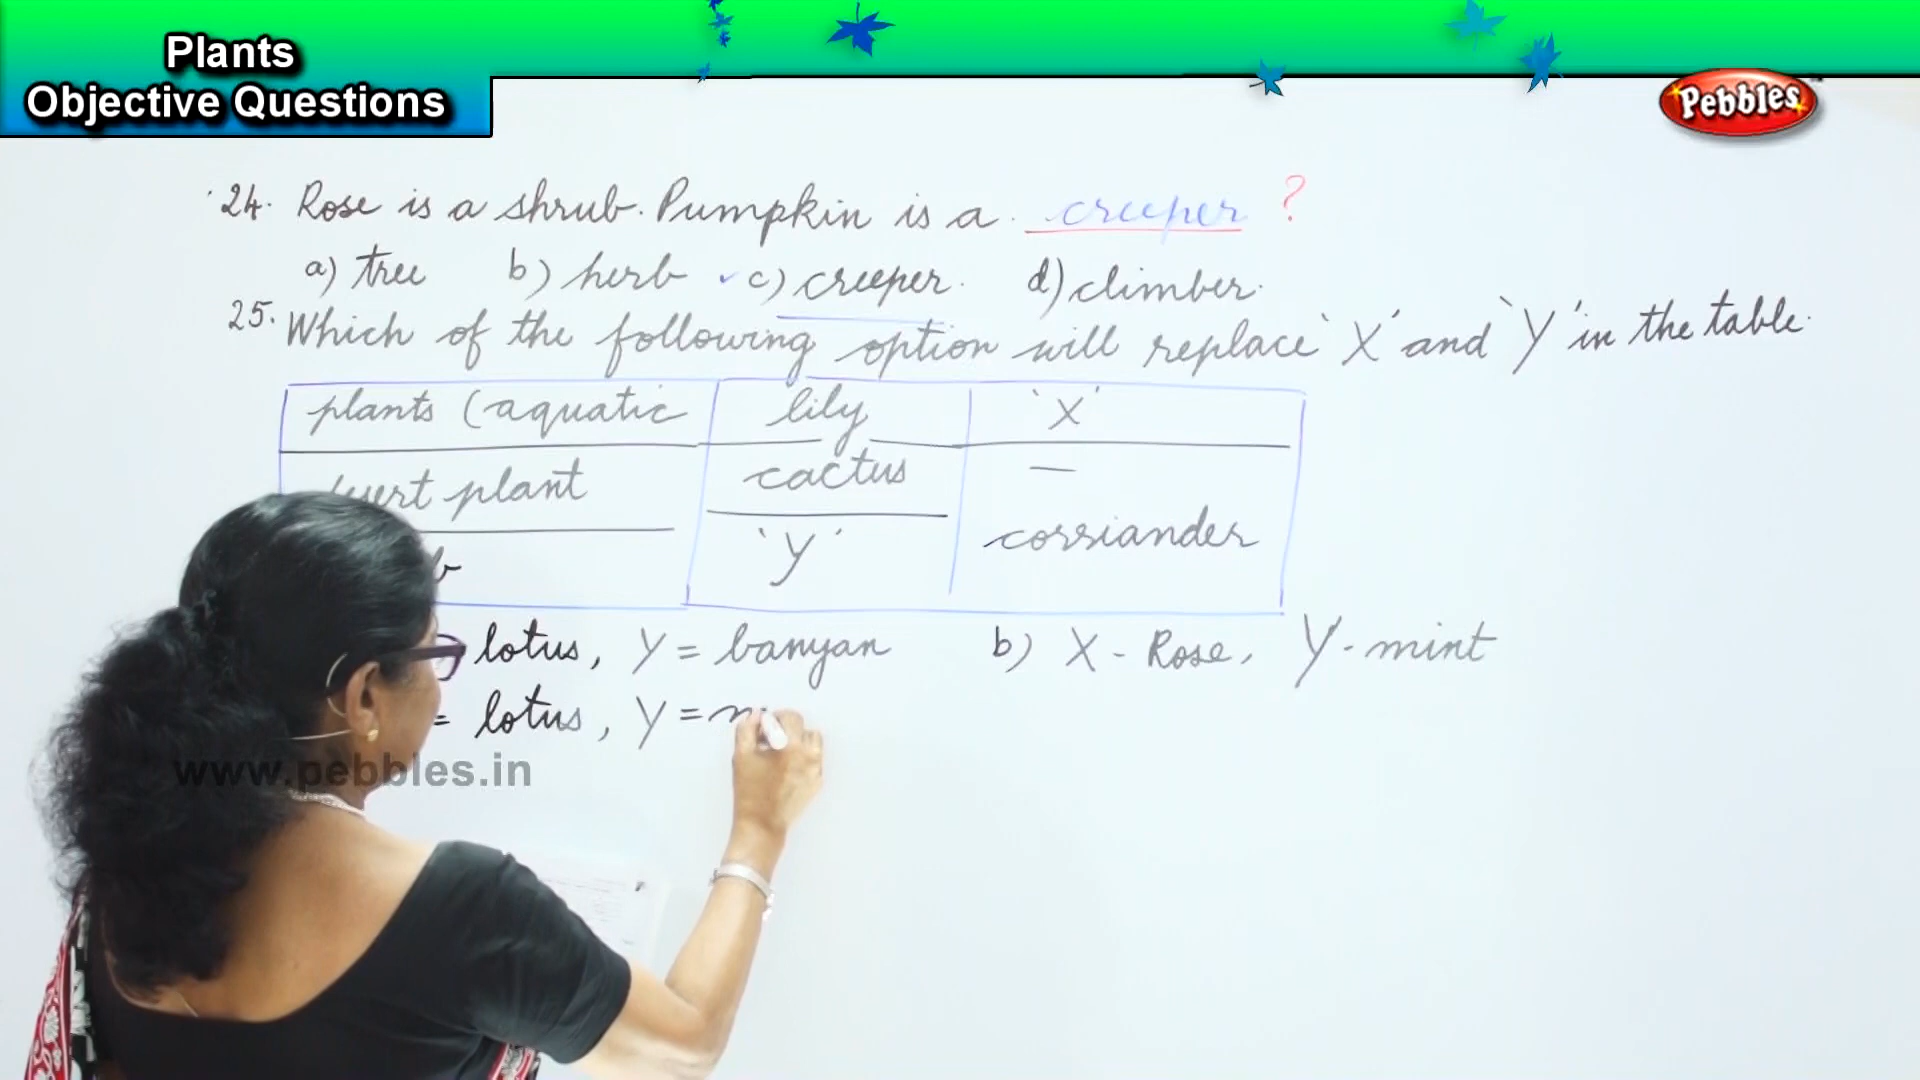 Plants
Objective Questions
Pebbles
24. Rose is a shrub. Pumpkin is a creeper ?
a) tree b) herb c) creeper. d) climber.
25. Which of the following option will replace 'X' and 'Y' in the table.
plants (aquatic lily 'X'
plant cactus —
'Y' corriander
lotus, Y = banyan b) X - Rose, Y - mint
= lotus, Y =
www.pebbles.in